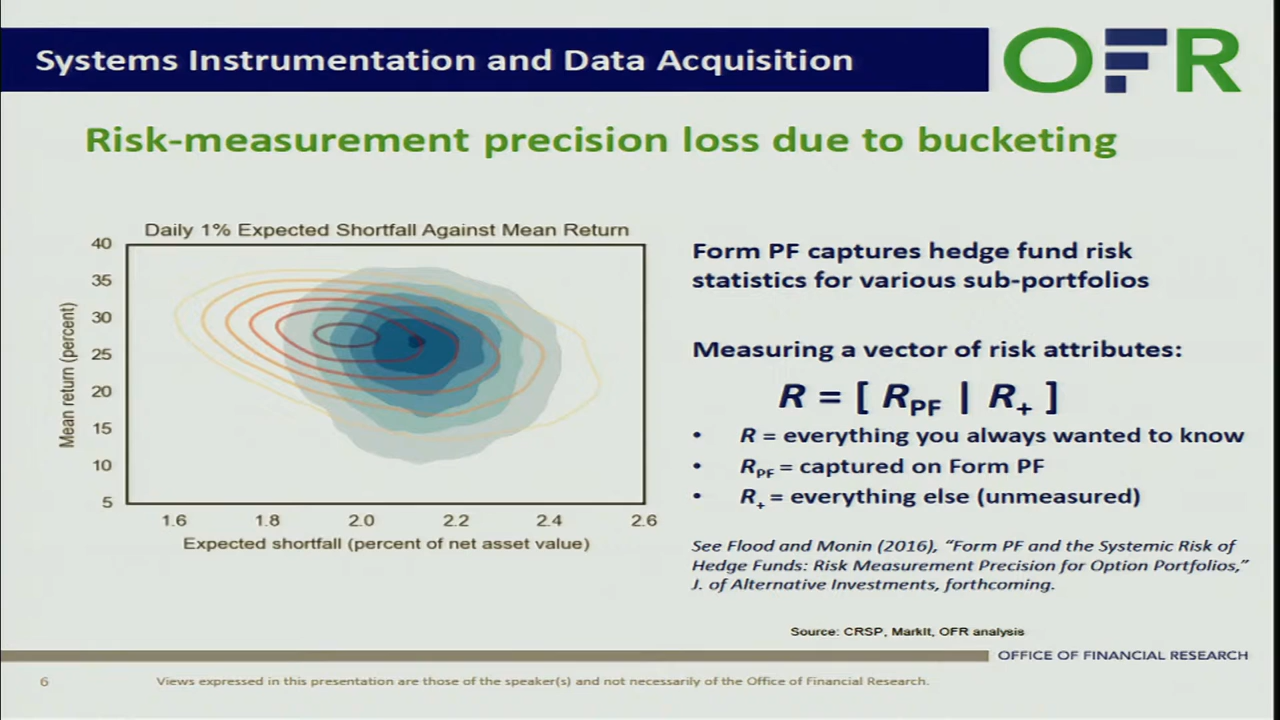 Systems Instrumentation and Data Acquisition
OFR
Risk-measurement precision loss due to bucketing
Daily 1% Expected Shortfall Against Mean Return
40
35
30
25
20
15
10
5
Mean return (percent)
1.6 1.8 2.0 2.2 2.4 2.6
Expected shortfall (percent of net asset value)
Form PF captures hedge fund risk
statistics for various sub-portfolios
Measuring a vector of risk attributes:
R = [ R_PF | R_+ ]
• R = everything you always wanted to know
• R_PF = captured on Form PF
• R_+ = everything else (unmeasured)
See Flood and Monin (2016), “Form PF and the Systemic Risk of
Hedge Funds: Risk Measurement Precision for Option Portfolios,”
J. of Alternative Investments, forthcoming.
Source: CRSP, MarkIt, OFR analysis
OFFICE OF FINANCIAL RESEARCH
6
Views expressed in this presentation are those of the speaker(s) and not necessarily of the Office of Financial Research.